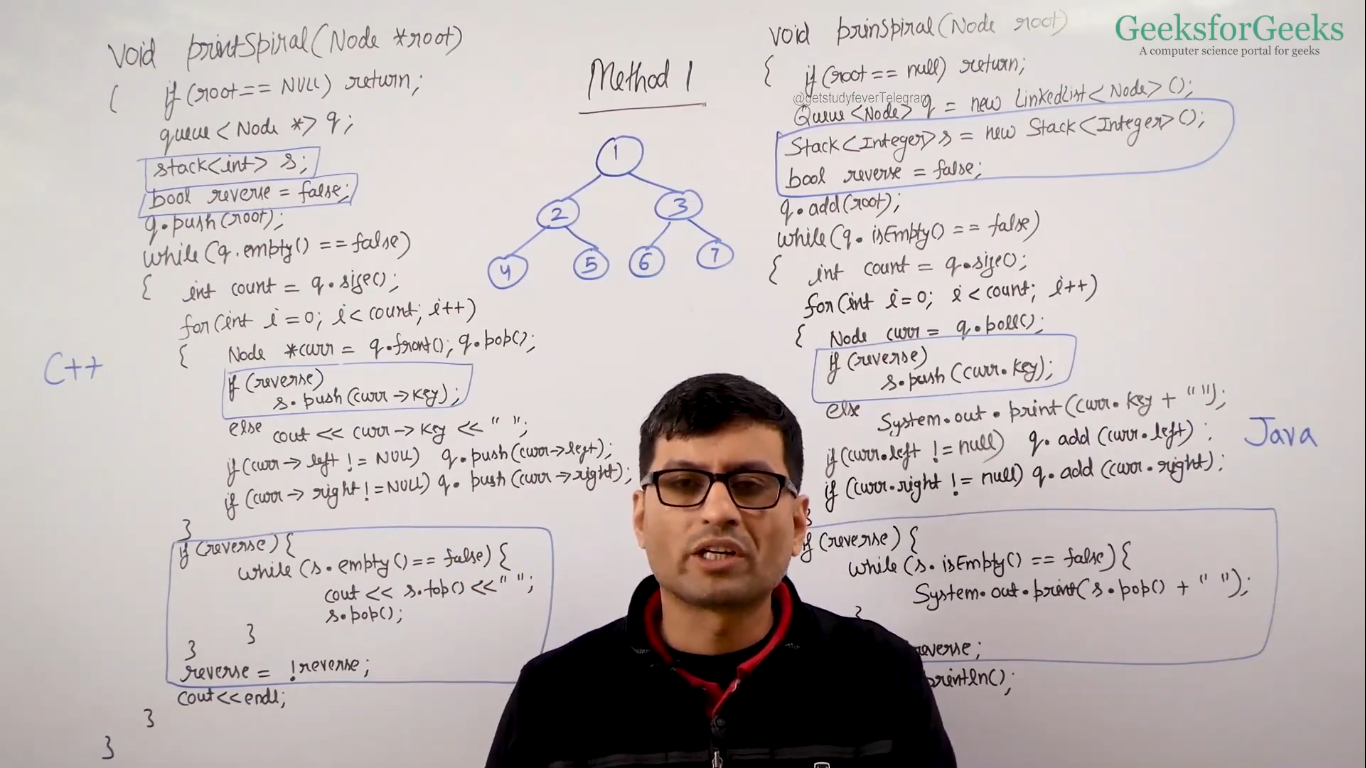 void printSpiral(Node *root)
{ if(root == NULL) return;
queue<Node *> q;
stack<int> s;
bool reverse = false;
q.push(root);
while(q.empty() == false)
{ int count = q.size();
for(int i=0; i<count; i++)
{ Node *curr = q.front(); q.pop();
if(reverse)
s.push(curr→key);
else cout << curr→key << " ";
if(curr→left != NULL) q.push(curr→left);
if(curr→right != NULL) q.push(curr→right);
}
if(reverse){
while(s.empty() == false){
cout << s.top() << " ";
s.pop();
}
}
reverse = !reverse;
cout<<endl;
}
}
C++
Method 1
1
2 3
4 5 6 7
GeeksforGeeks
A computer science portal for geeks
void prinSpiral(Node root)
{ if(root == null) return;
@getstudyfeverTelegram
Queue<Node> q = new LinkedList<Node>();
Stack<Integer> s = new Stack<Integer>();
bool reverse = false;
q.add(root);
while(q.isEmpty() == false)
{ int count = q.size();
for(int i=0; i<count; i++)
{ Node curr = q.poll();
if(reverse)
s.push(curr.key);
else System.out.print(curr.key + " ");
if(curr.left != null) q.add(curr.left);
if(curr.right != null) q.add(curr.right);
}
if(reverse){
while(s.isEmpty() == false){
System.out.print(s.pop() + " ");
}
reverse;
println();
Java